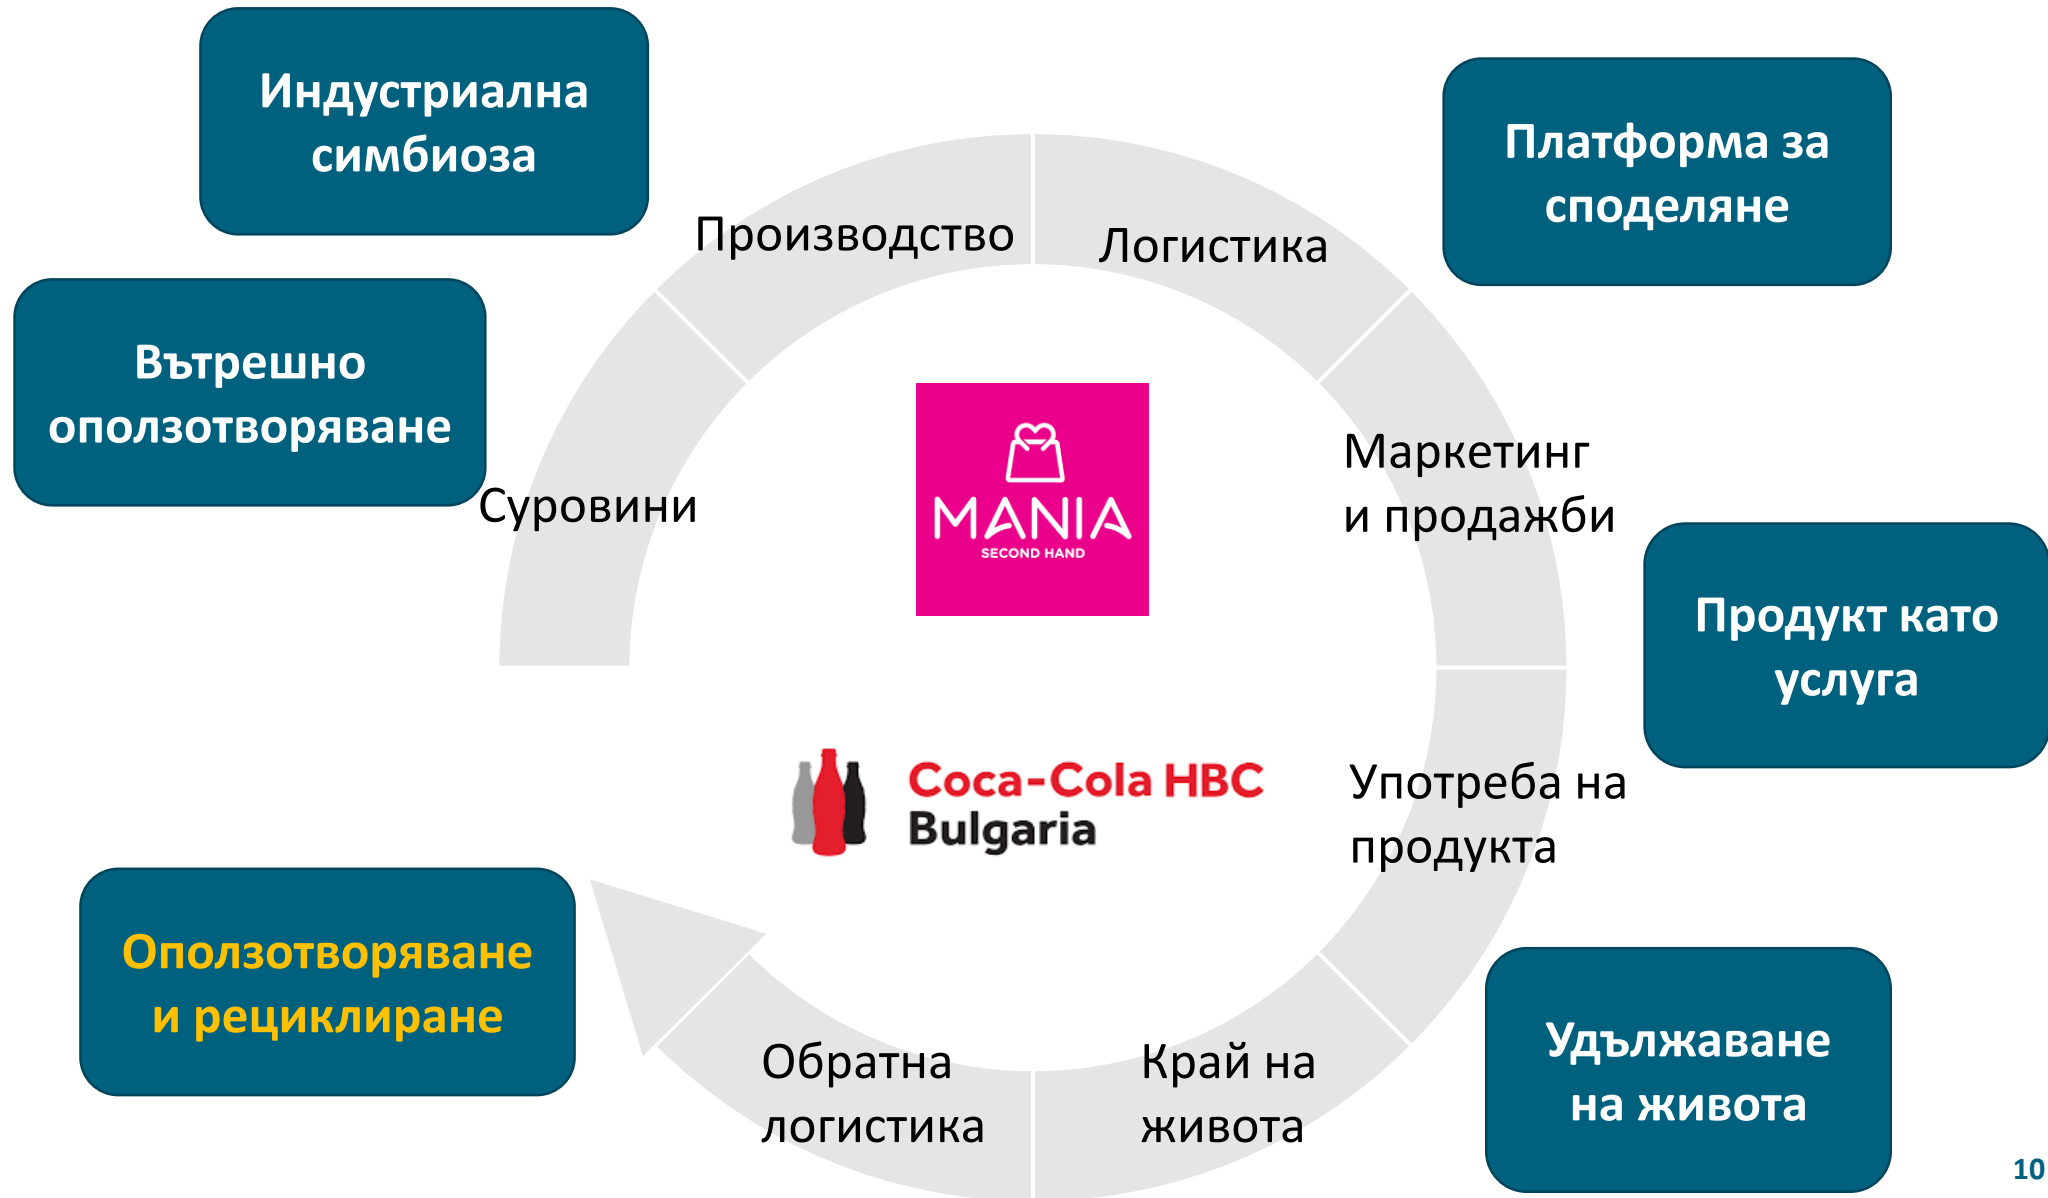 Индустриална
симбиоза
Платформа за
споделяне
Производство
Логистика
Вътрешно
оползотворяване
Суровини
MANIA
SECOND HAND
Маркетинг
и продажби
Продукт като
услуга
Coca-Cola HBC
Bulgaria
Употреба на
продукта
Оползотворяване
и рециклиране
Обратна
логистика
Край на
живота
Удължаване
на живота
10